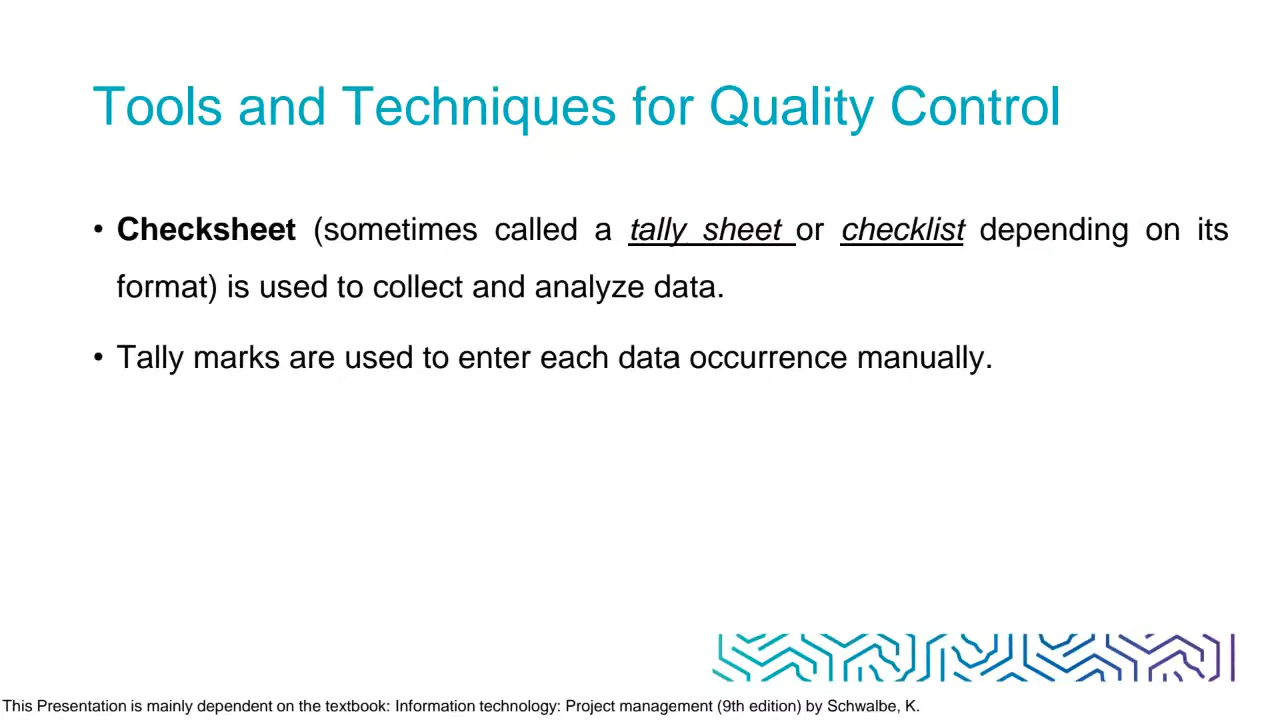 Tools and Techniques for Quality Control
• Checksheet (sometimes called a tally sheet or checklist depending on its
format) is used to collect and analyze data.
• Tally marks are used to enter each data occurrence manually.
This Presentation is mainly dependent on the textbook: Information technology: Project management (9th edition) by Schwalbe, K.